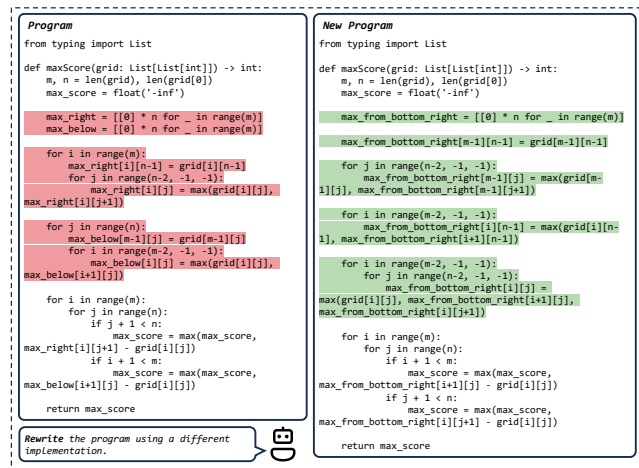 Program
from typing import List
def maxScore(grid: List[List[int]]) -> int:
m, n = len(grid), len(grid[0])
max_score = float('-inf')
max_right = [[0] * n for _ in range(m)]
max_below = [[0] * n for _ in range(m)]
for i in range(m):
max_right[i][n-1] = grid[i][n-1]
for j in range(n-2, -1, -1):
max_right[i][j] = max(grid[i][j],
max_right[i][j+1])
for j in range(n):
max_below[m-1][j] = grid[m-1][j]
for i in range(m-2, -1, -1):
max_below[i][j] = max(grid[i][j],
max_below[i+1][j])
for i in range(m):
for j in range(n):
if j + 1 < n:
max_score = max(max_score,
max_right[i][j+1] - grid[i][j])
if i + 1 < m:
max_score = max(max_score,
max_below[i+1][j] - grid[i][j])
return max_score
Rewrite the program using a different
implementation.
New Program
from typing import List
def maxScore(grid: List[List[int]]) -> int:
m, n = len(grid), len(grid[0])
max_score = float('-inf')
max_from_bottom_right = [[0] * n for _ in range(m)]
max_from_bottom_right[m-1][n-1] = grid[m-1][n-1]
for j in range(n-2, -1, -1):
max_from_bottom_right[m-1][j] = max(grid[m-
1][j], max_from_bottom_right[m-1][j+1])
for i in range(m-2, -1, -1):
max_from_bottom_right[i][n-1] = max(grid[i][n-
1], max_from_bottom_right[i+1][n-1])
for i in range(m-2, -1, -1):
for j in range(n-2, -1, -1):
max_from_bottom_right[i][j] =
max(grid[i][j], max_from_bottom_right[i+1][j],
max_from_bottom_right[i][j+1])
for i in range(m):
for j in range(n):
if i + 1 < m:
max_score = max(max_score,
max_from_bottom_right[i+1][j] - grid[i][j])
if j + 1 < n:
max_score = max(max_score,
max_from_bottom_right[i][j+1] - grid[i][j])
return max_score